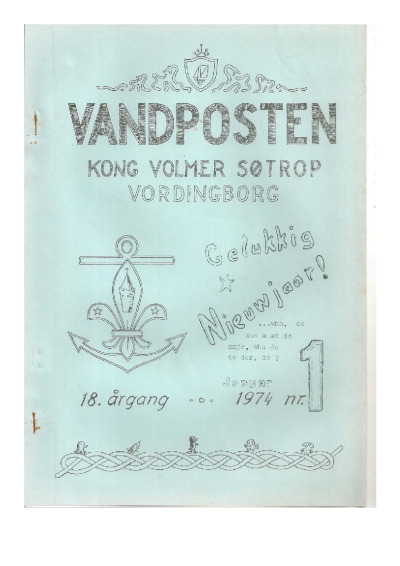 VANDPOSTEN
KONG VOLMER SØTROP
VORDINGBORG
Gelukkig
Nieuwjaar!
Januar
18. årgang
1974 nr. 1